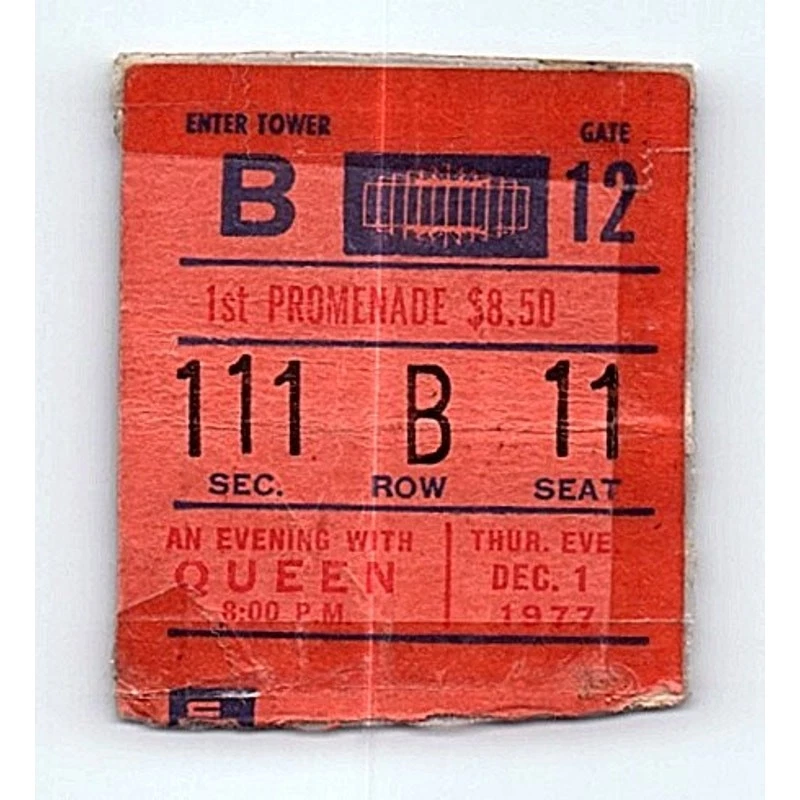 ENTER TOWER GATE
B 12
1st PROMENADE $8.50
111 B 11
SEC. ROW SEAT
AN EVENING WITH THUR. EVE.
QUEEN DEC. 1
8:00 P.M. 1977